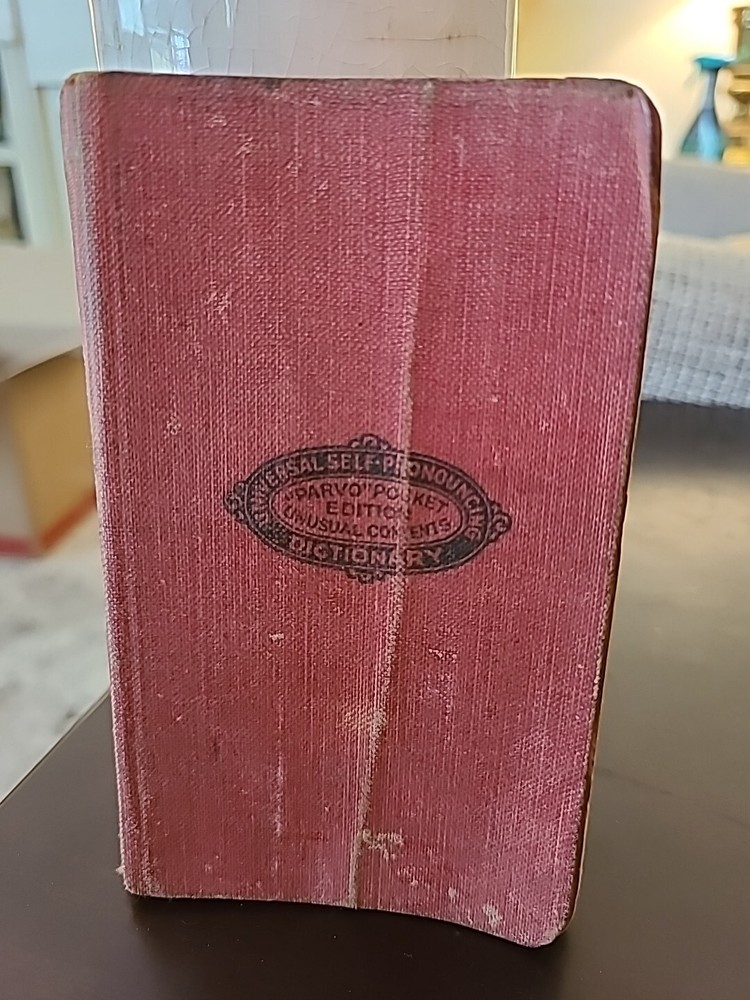 UNIVERSAL SELF-PRONOUNCING
"PARVO" POCKET
EDITION
UNUSUAL CONTENTS
DICTIONARY